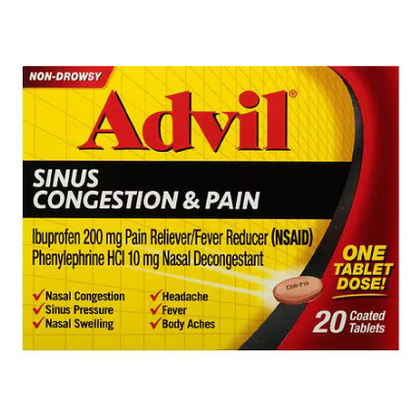 NON-DROWSY
Advil®
SINUS
CONGESTION & PAIN
Ibuprofen 200 mg Pain Reliever/Fever Reducer (NSAID)
Phenylephrine HCl 10 mg Nasal Decongestant
✓Nasal Congestion ✓Headache
✓Sinus Pressure ✓Fever
✓Nasal Swelling ✓Body Aches
ONE
TABLET
DOSE!
20 Coated
Tablets